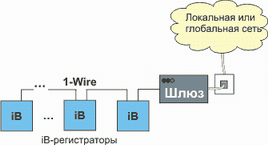 Локальная или
глобальная сеть
...
1-Wire
Шлюз
iB
...
iB
iB
iB-регистраторы